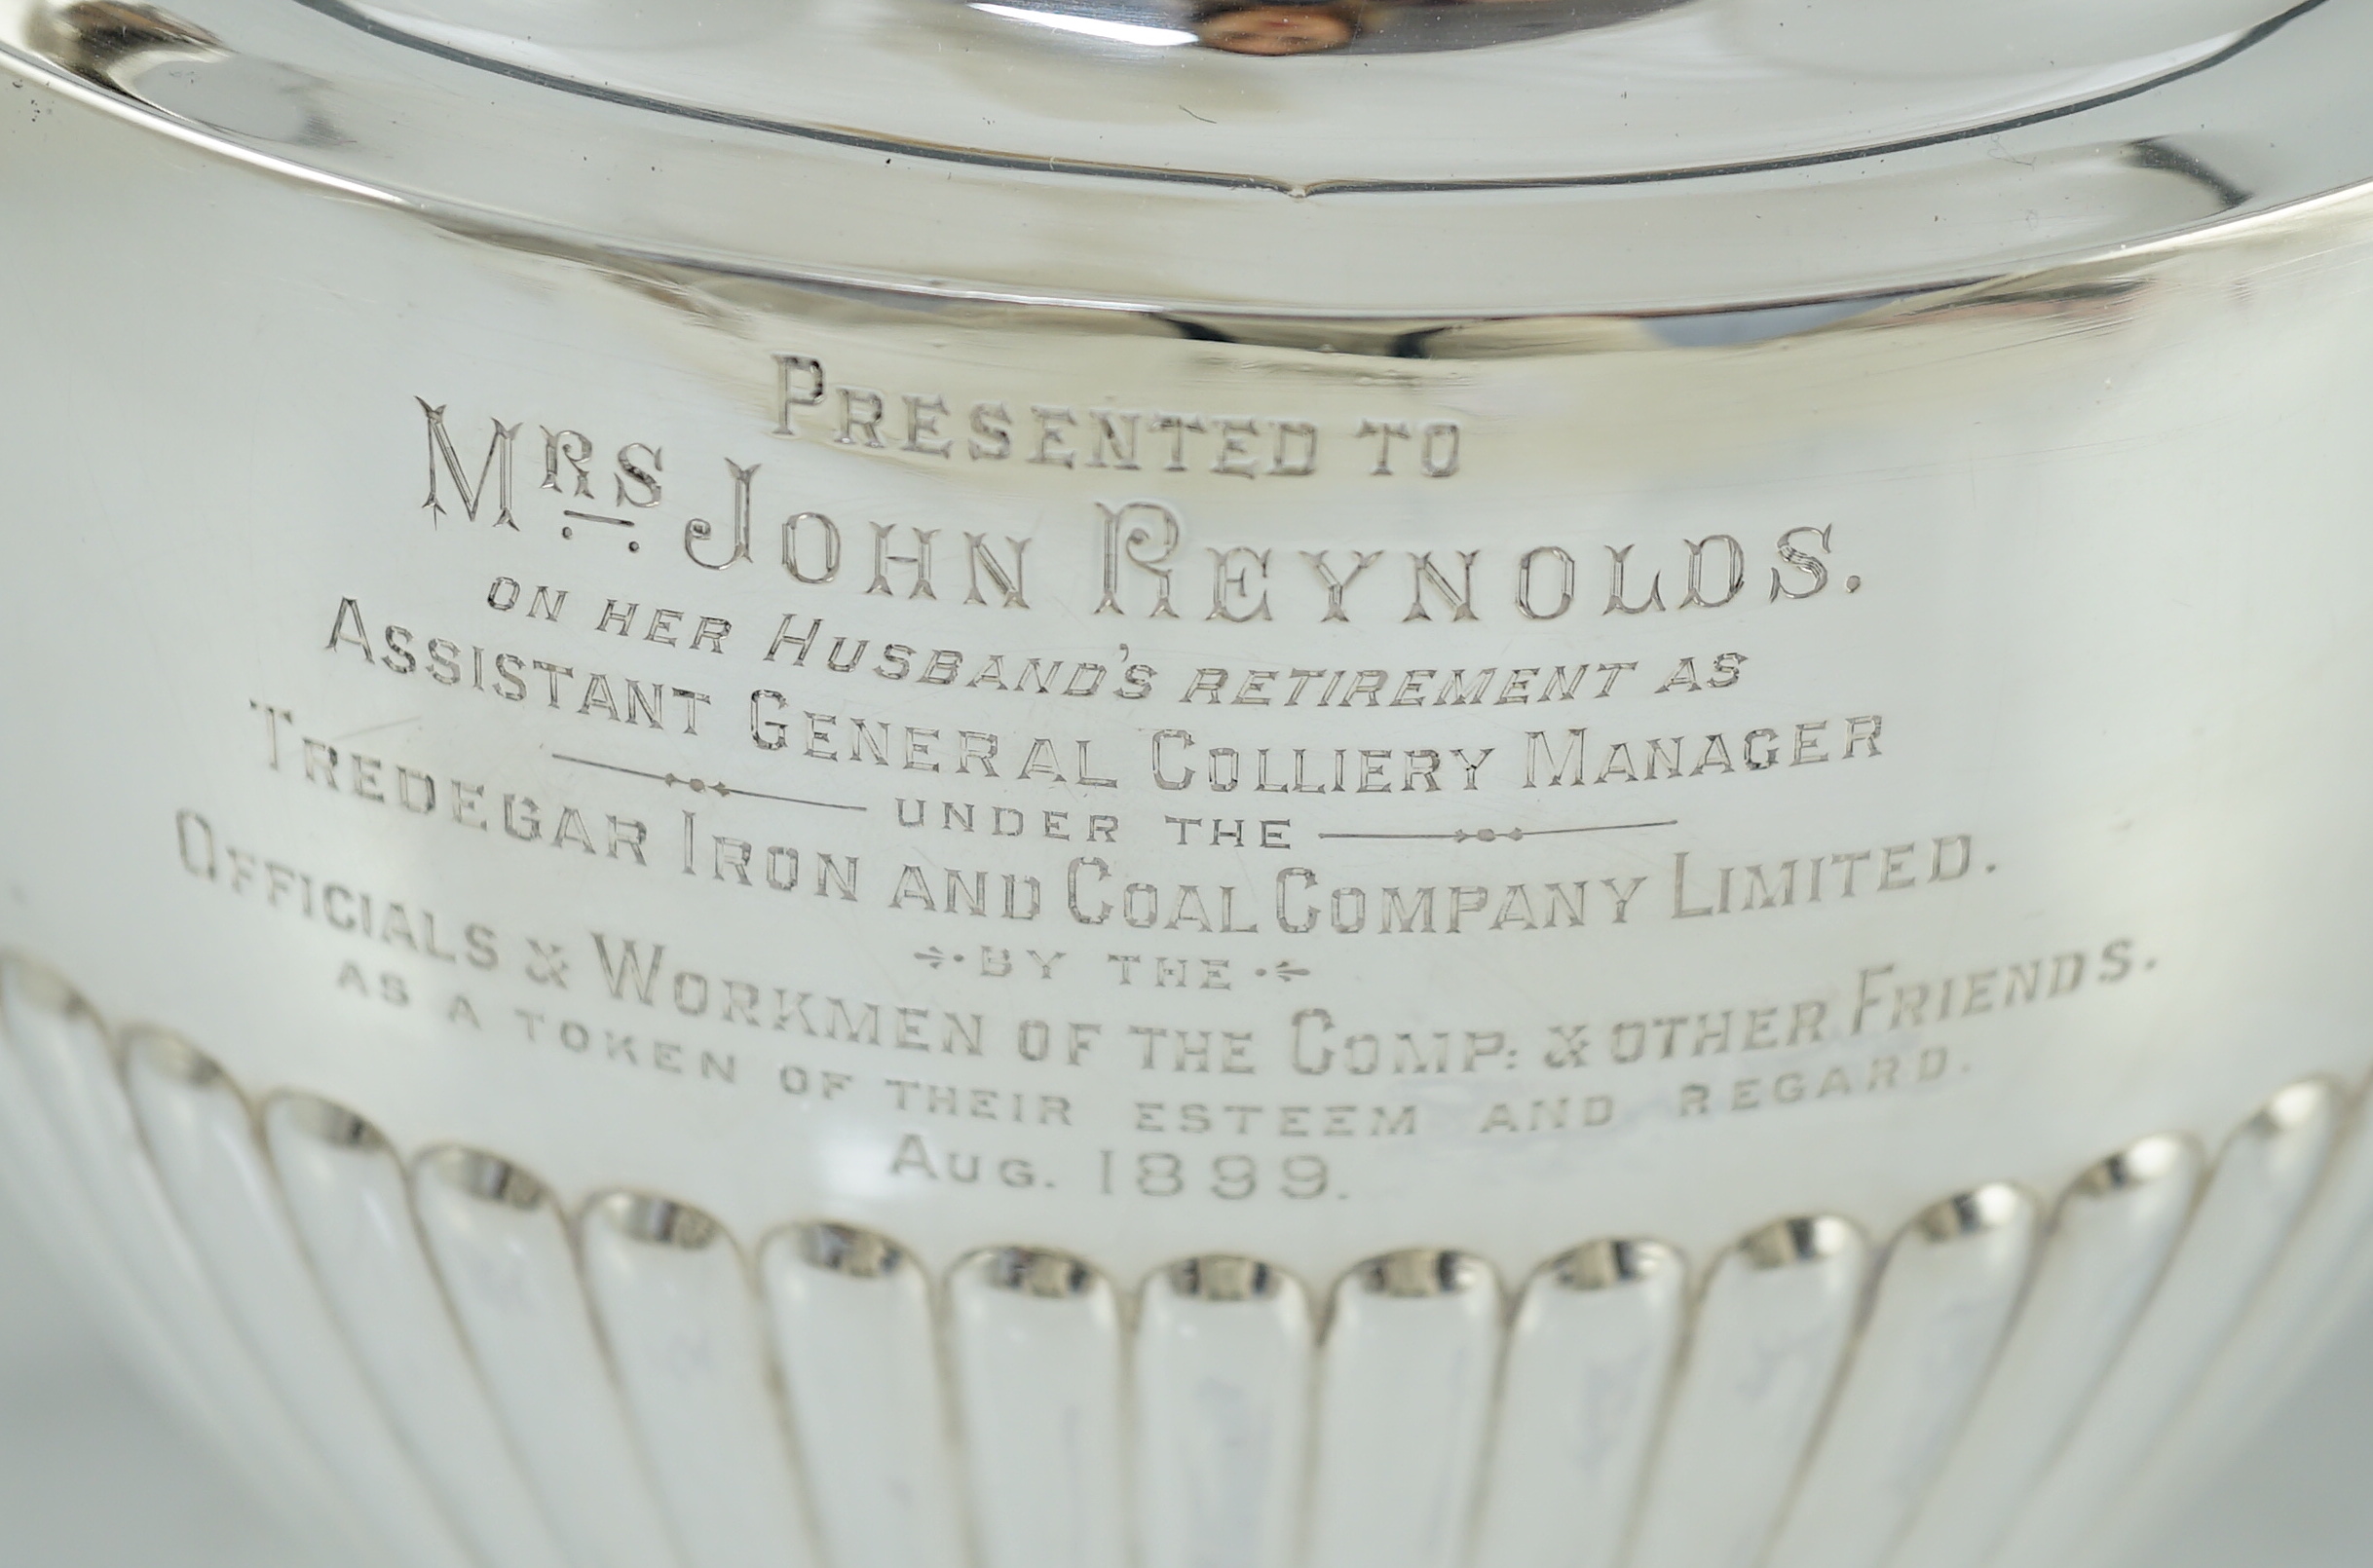 PRESENTED TO
MRS JOHN REYNOLDS.
ON HER HUSBAND'S RETIREMENT AS
ASSISTANT GENERAL COLLIERY MANAGER
UNDER THE
TREDEGAR IRON AND COAL COMPANY LIMITED.
BY THE
OFFICIALS & WORKMEN OF THE COMP: & OTHER FRIENDS.
AS A TOKEN OF THEIR ESTEEM AND REGARD.
AUG. 1899.